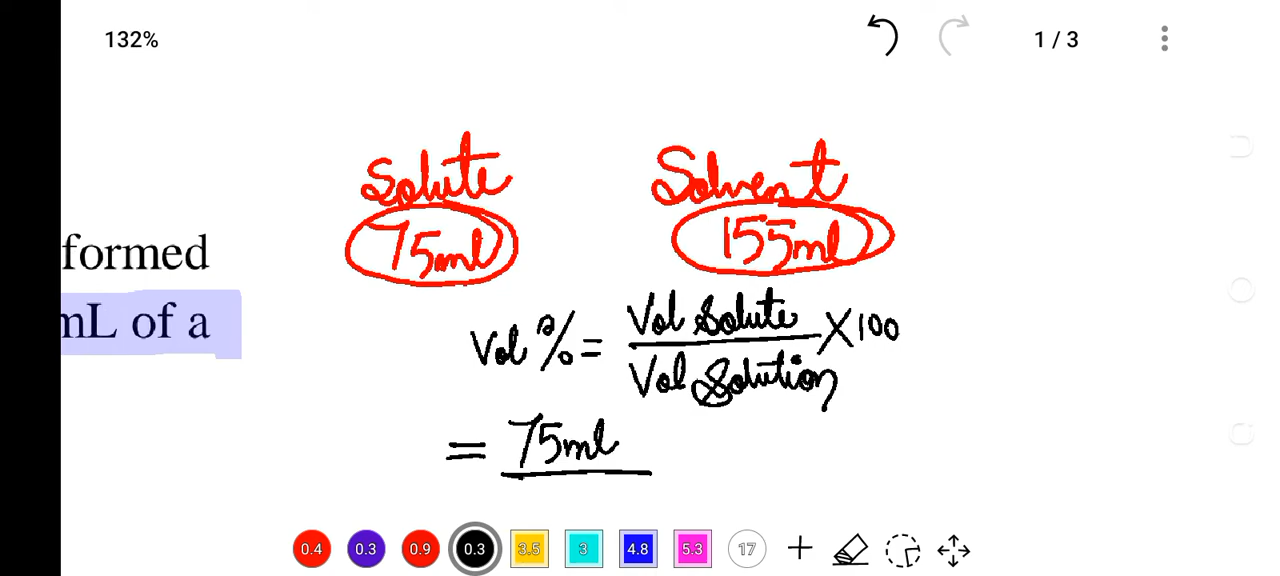 132%
1 / 3
Solute Solvent
75ml 155ml
formed
mL of a
Vol % = Vol Solute X 100
Vol Solution
= 75ml
0.4 0.3 0.9 0.3 3.5 3 4.8 5.3 17